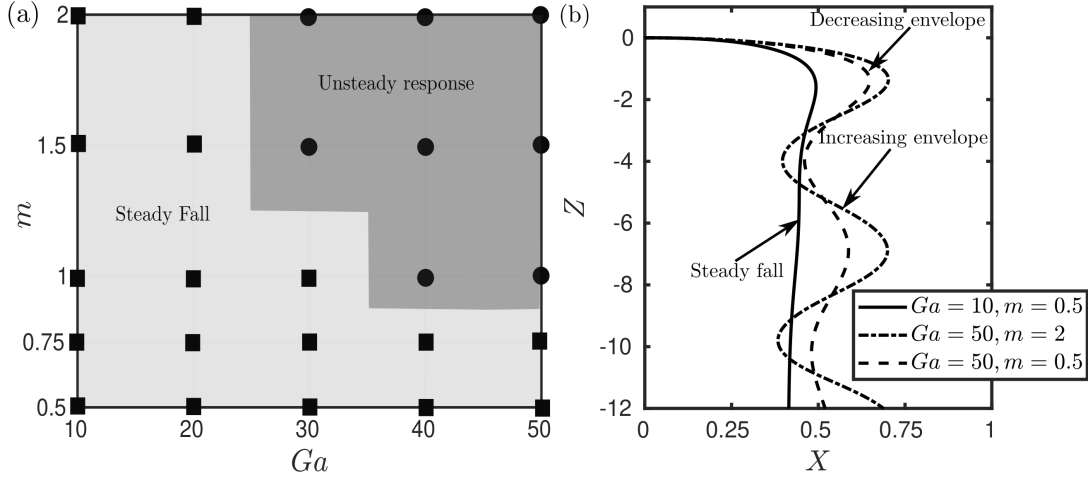 (a)
2
1.5
1
0.75
0.5
m
Unsteady response
Steady Fall
10
20
30
40
50
Ga
(b)
0
-2
-4
-6
-8
-10
-12
Z
Decreasing envelope
Increasing envelope
Steady fall
Ga = 10, m = 0.5
Ga = 50, m = 2
Ga = 50, m = 0.5
0
0.25
0.5
0.75
1
X